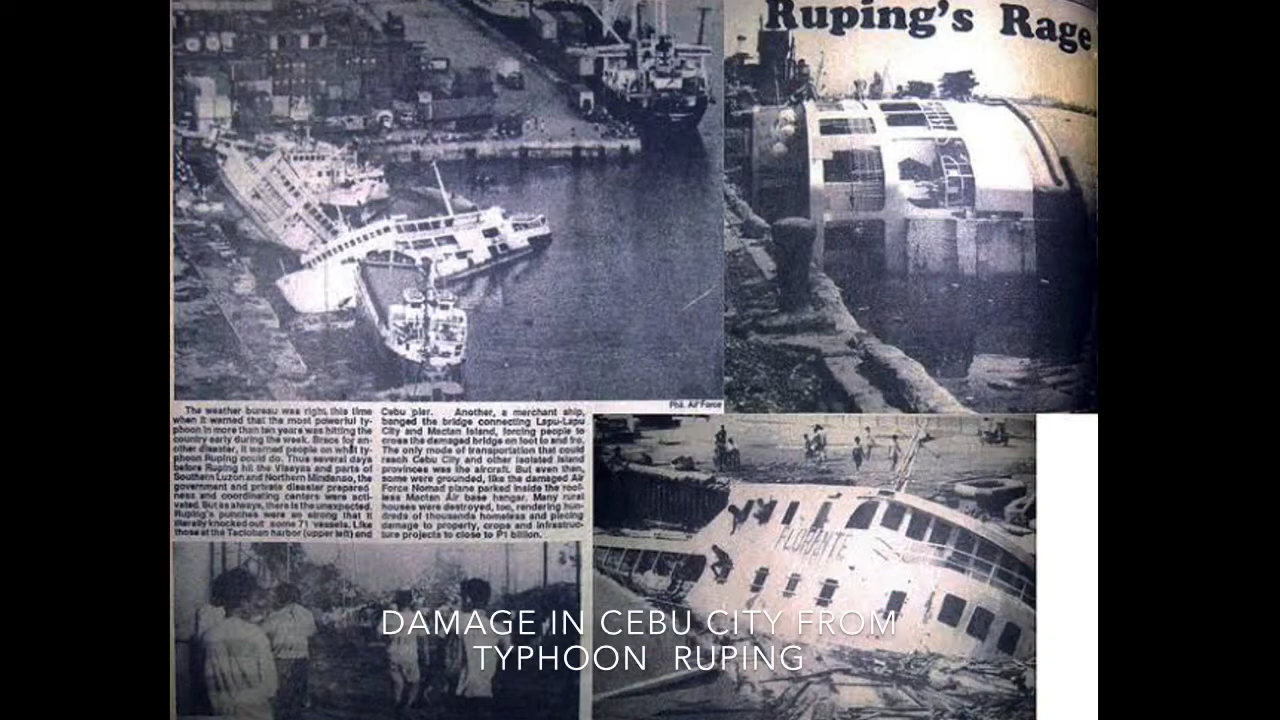 Ruping's Rage
Phil. Air Force
The weather bureau was right this time
when it warned that the most powerful ty-
phoon in more than ten years was hitting the
country early during the week. Brace for an-
other disaster, it warned people on what ty-
phoon Ruping could do. Thus several days
before Ruping hit the Visayas and parts of
Southern Luzon and Northern Mindanao, the
government and private disaster prepared-
ness and coordinating centers were acti-
vated. But as always, there is the unexpected.
Ruping's punches were so strong that it
literally knocked out some 71 vessels. Like
those at the Tacloban harbor (upper left) and
Cebu pier. Another, a merchant ship,
banged the bridge connecting Lapu-Lapu
City and Mactan Island, forcing people to
cross the damaged bridge on foot to and fro.
The only mode of transportation that could
reach Cebu City and other isolated island
provinces was the aircraft. But even then,
some were grounded, like the damaged Air
Force Nomad plane parked inside the roof-
less Mactan Air base hangar. Many rural
houses were destroyed, too, rendering hun-
dreds of thousands homeless and placing
damage to property, crops and infrastruc-
ture projects to close to P1 billion.
FLORENTE
DAMAGE IN CEBU CITY FROM
TYPHOON RUPING